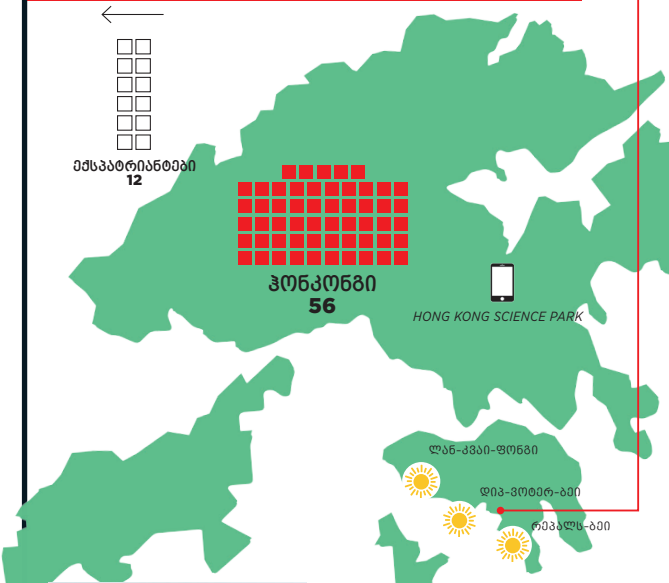 ექსპატრიანტები
12
ჰონკონგი
56
HONG KONG SCIENCE PARK
ლან-კვაი-ფონგი
დიპ-ვოტერ-ბეი
რეპალს-ბეი